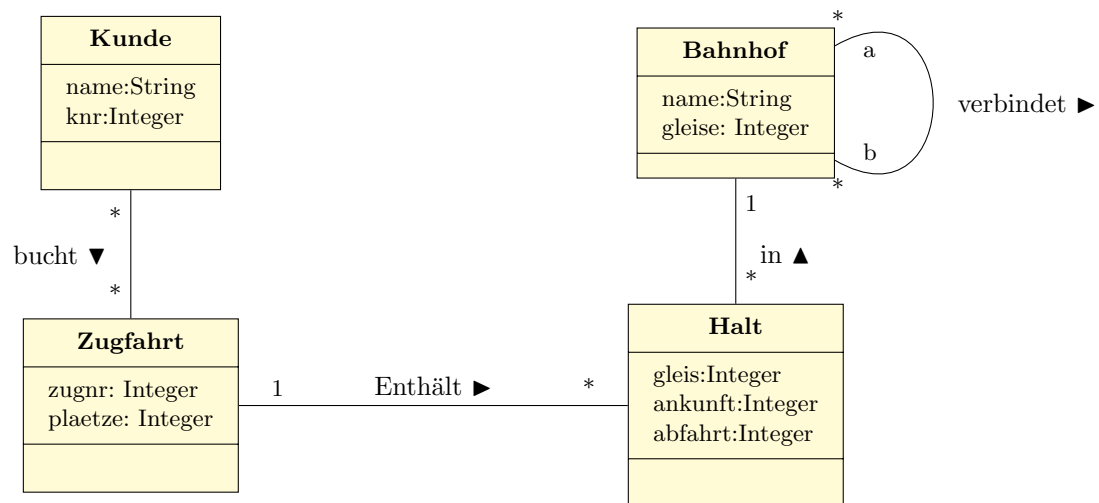 Kunde
name:String
knr:Integer
*
bucht ▼
*
Zugfahrt
zugnr: Integer
plaetze: Integer
1
Enthält ►
*
Bahnhof
name:String
gleise: Integer
*
a
verbindet ►
b
*
1
in ▲
*
Halt
gleis:Integer
ankunft:Integer
abfahrt:Integer